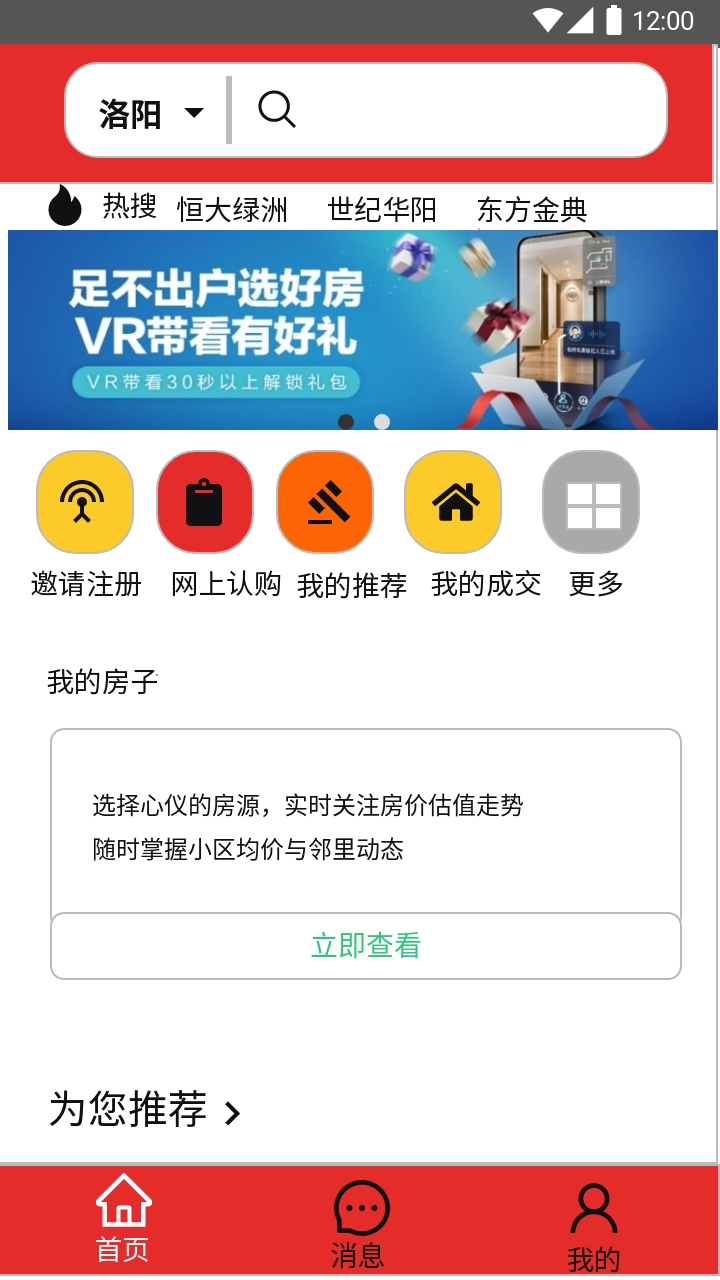 12:00
洛阳
热搜 恒大绿洲 世纪华阳 东方金典
足不出户选好房
VR带看有好礼
VR带看30秒以上解锁礼包
邀请注册 网上认购 我的推荐 我的成交 更多
我的房子
选择心仪的房源，实时关注房价估值走势
随时掌握小区均价与邻里动态
立即查看
为您推荐
首页 消息 我的